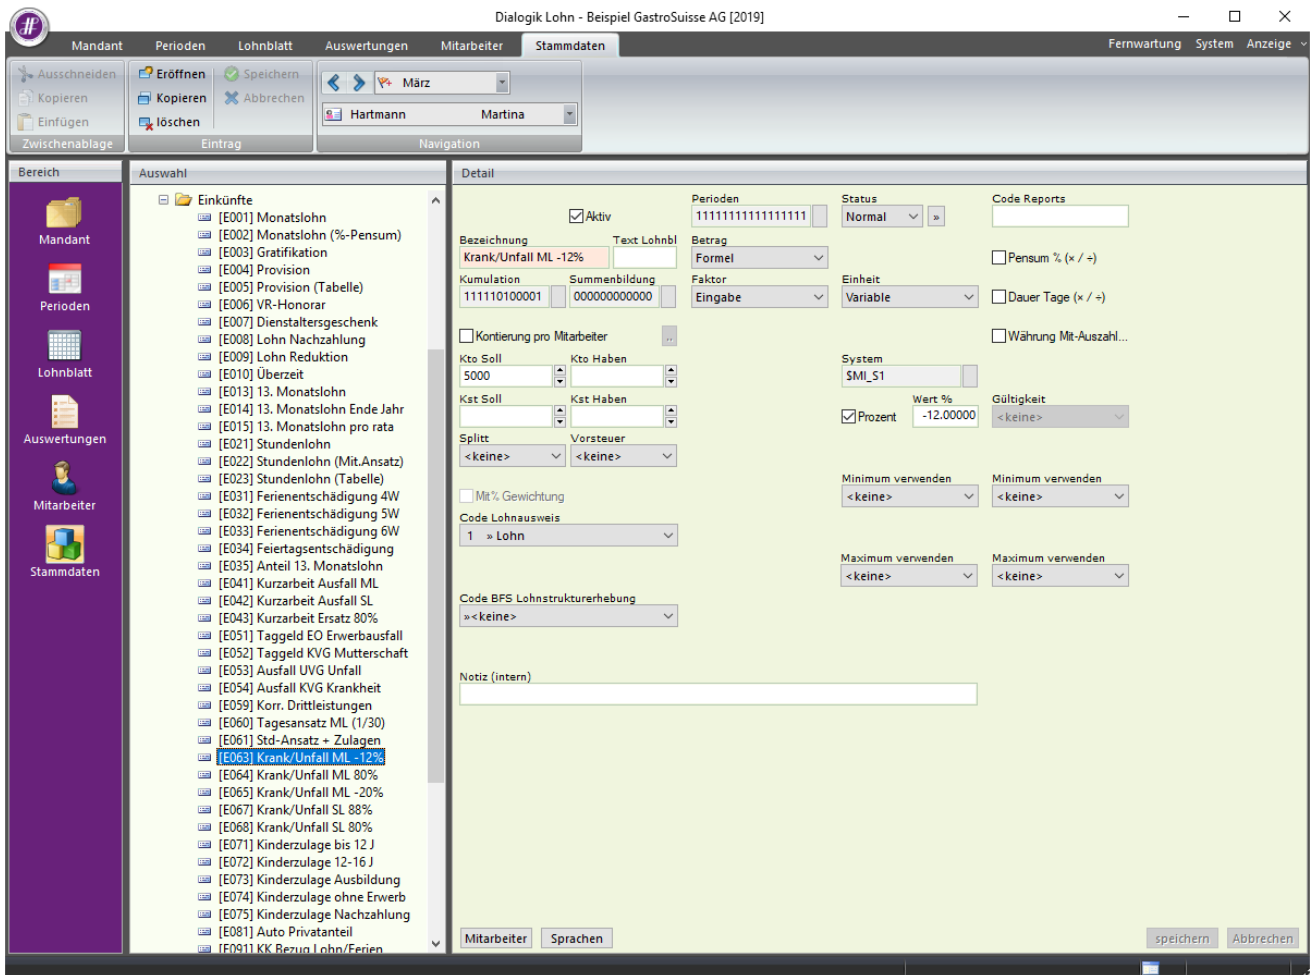 Dialogik Lohn - Beispiel GastroSuisse AG [2019]
Mandant Perioden Lohnblatt Auswertungen Mitarbeiter Stammdaten Fernwartung System Anzeige
Ausschneiden Eröffnen Speichern
Kopieren Kopieren Abbrechen
Einfügen löschen
März
Hartmann Martina
Zwischenablage Eintrag Navigation
Bereich
Mandant
Perioden
Lohnblatt
Auswertungen
Mitarbeiter
Stammdaten
Auswahl
Einkünfte
[E001] Monatslohn
[E002] Monatslohn (%-Pensum)
[E003] Gratifikation
[E004] Provision
[E005] Provision (Tabelle)
[E006] VR-Honorar
[E007] Dienstaltersgeschenk
[E008] Lohn Nachzahlung
[E009] Lohn Reduktion
[E010] Überzeit
[E013] 13. Monatslohn
[E014] 13. Monatslohn Ende Jahr
[E015] 13. Monatslohn pro rata
[E021] Stundenlohn
[E022] Stundenlohn (Mit.Ansatz)
[E023] Stundenlohn (Tabelle)
[E031] Ferienentschädigung 4W
[E032] Ferienentschädigung 5W
[E033] Ferienentschädigung 6W
[E034] Feiertagsentschädigung
[E035] Anteil 13. Monatslohn
[E041] Kurzarbeit Ausfall ML
[E042] Kurzarbeit Ausfall SL
[E043] Kurzarbeit Ersatz 80%
[E051] Taggeld EO Erwerbausfall
[E052] Taggeld KVG Mutterschaft
[E053] Ausfall UVG Unfall
[E054] Ausfall KVG Krankheit
[E059] Korr. Drittleistungen
[E060] Tagesansatz ML (1/30)
[E061] Std-Ansatz + Zulagen
[E063] Krank/Unfall ML -12%
[E064] Krank/Unfall ML 80%
[E065] Krank/Unfall ML -20%
[E067] Krank/Unfall SL 88%
[E068] Krank/Unfall SL 80%
[E071] Kinderzulage bis 12 J
[E072] Kinderzulage 12-16 J
[E073] Kinderzulage Ausbildung
[E074] Kinderzulage ohne Erwerb
[E075] Kinderzulage Nachzahlung
[E081] Auto Privatanteil
[E091] KK Bezug Lohn/Ferien
Detail
Perioden Status Code Reports
Aktiv 11111111111111111 Normal »
Bezeichnung Text Lohnbl Betrag
Krank/Unfall ML -12% Formel Pensum % (× / ÷)
Kumulation Summenbildung Faktor Einheit
111110100001 000000000000 Eingabe Variable Dauer Tage (× / ÷)
Kontierung pro Mitarbeiter .. Währung Mit-Auszahl...
Kto Soll Kto Haben System
5000 $MI_S1
Kst Soll Kst Haben Wert % Gültigkeit
Prozent -12.00000 <keine>
Splitt Vorsteuer
<keine> <keine>
Minimum verwenden Minimum verwenden
Mit% Gewichtung <keine> <keine>
Code Lohnausweis
1 » Lohn
Maximum verwenden Maximum verwenden
<keine> <keine>
Code BFS Lohnstrukturerhebung
»<keine>
Notiz (intern)
Mitarbeiter Sprachen speichern Abbrechen